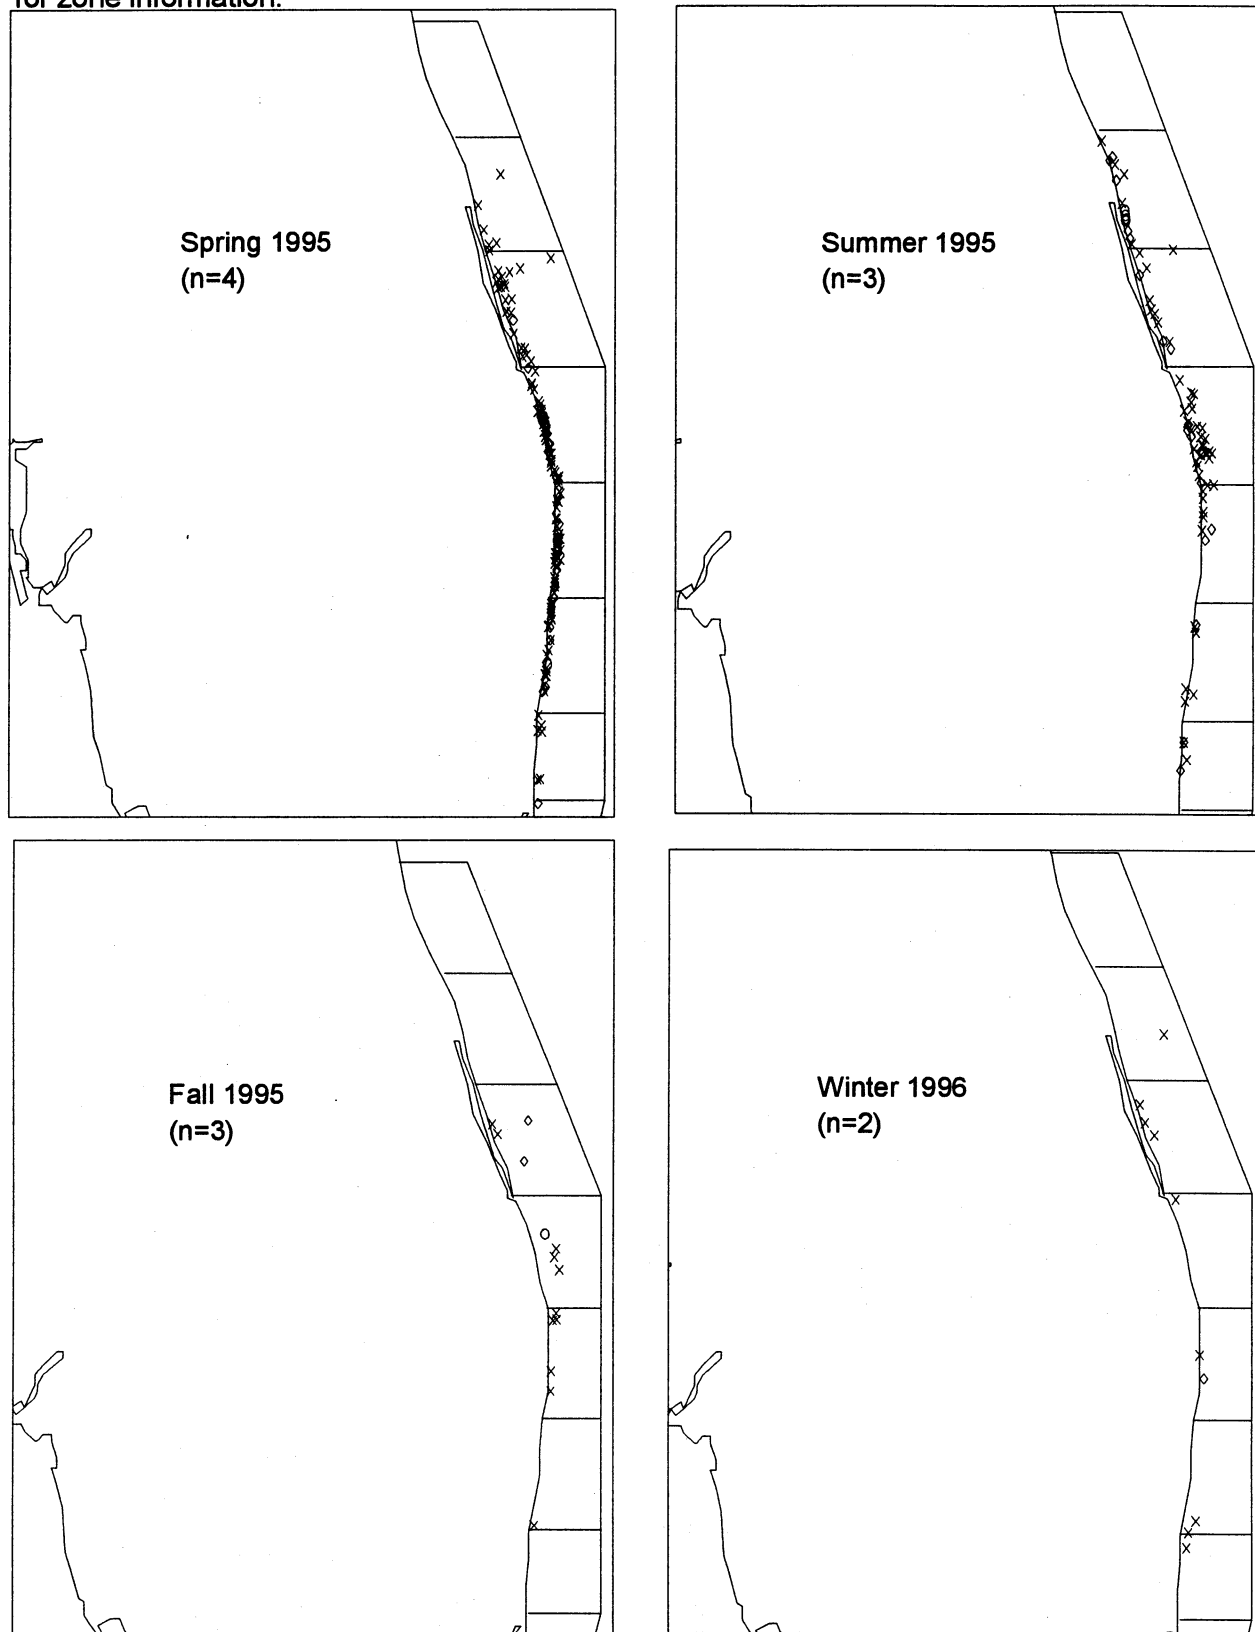 for zone information.
Spring 1995
(n=4)
Summer 1995
(n=3)
Fall 1995
(n=3)
Winter 1996
(n=2)